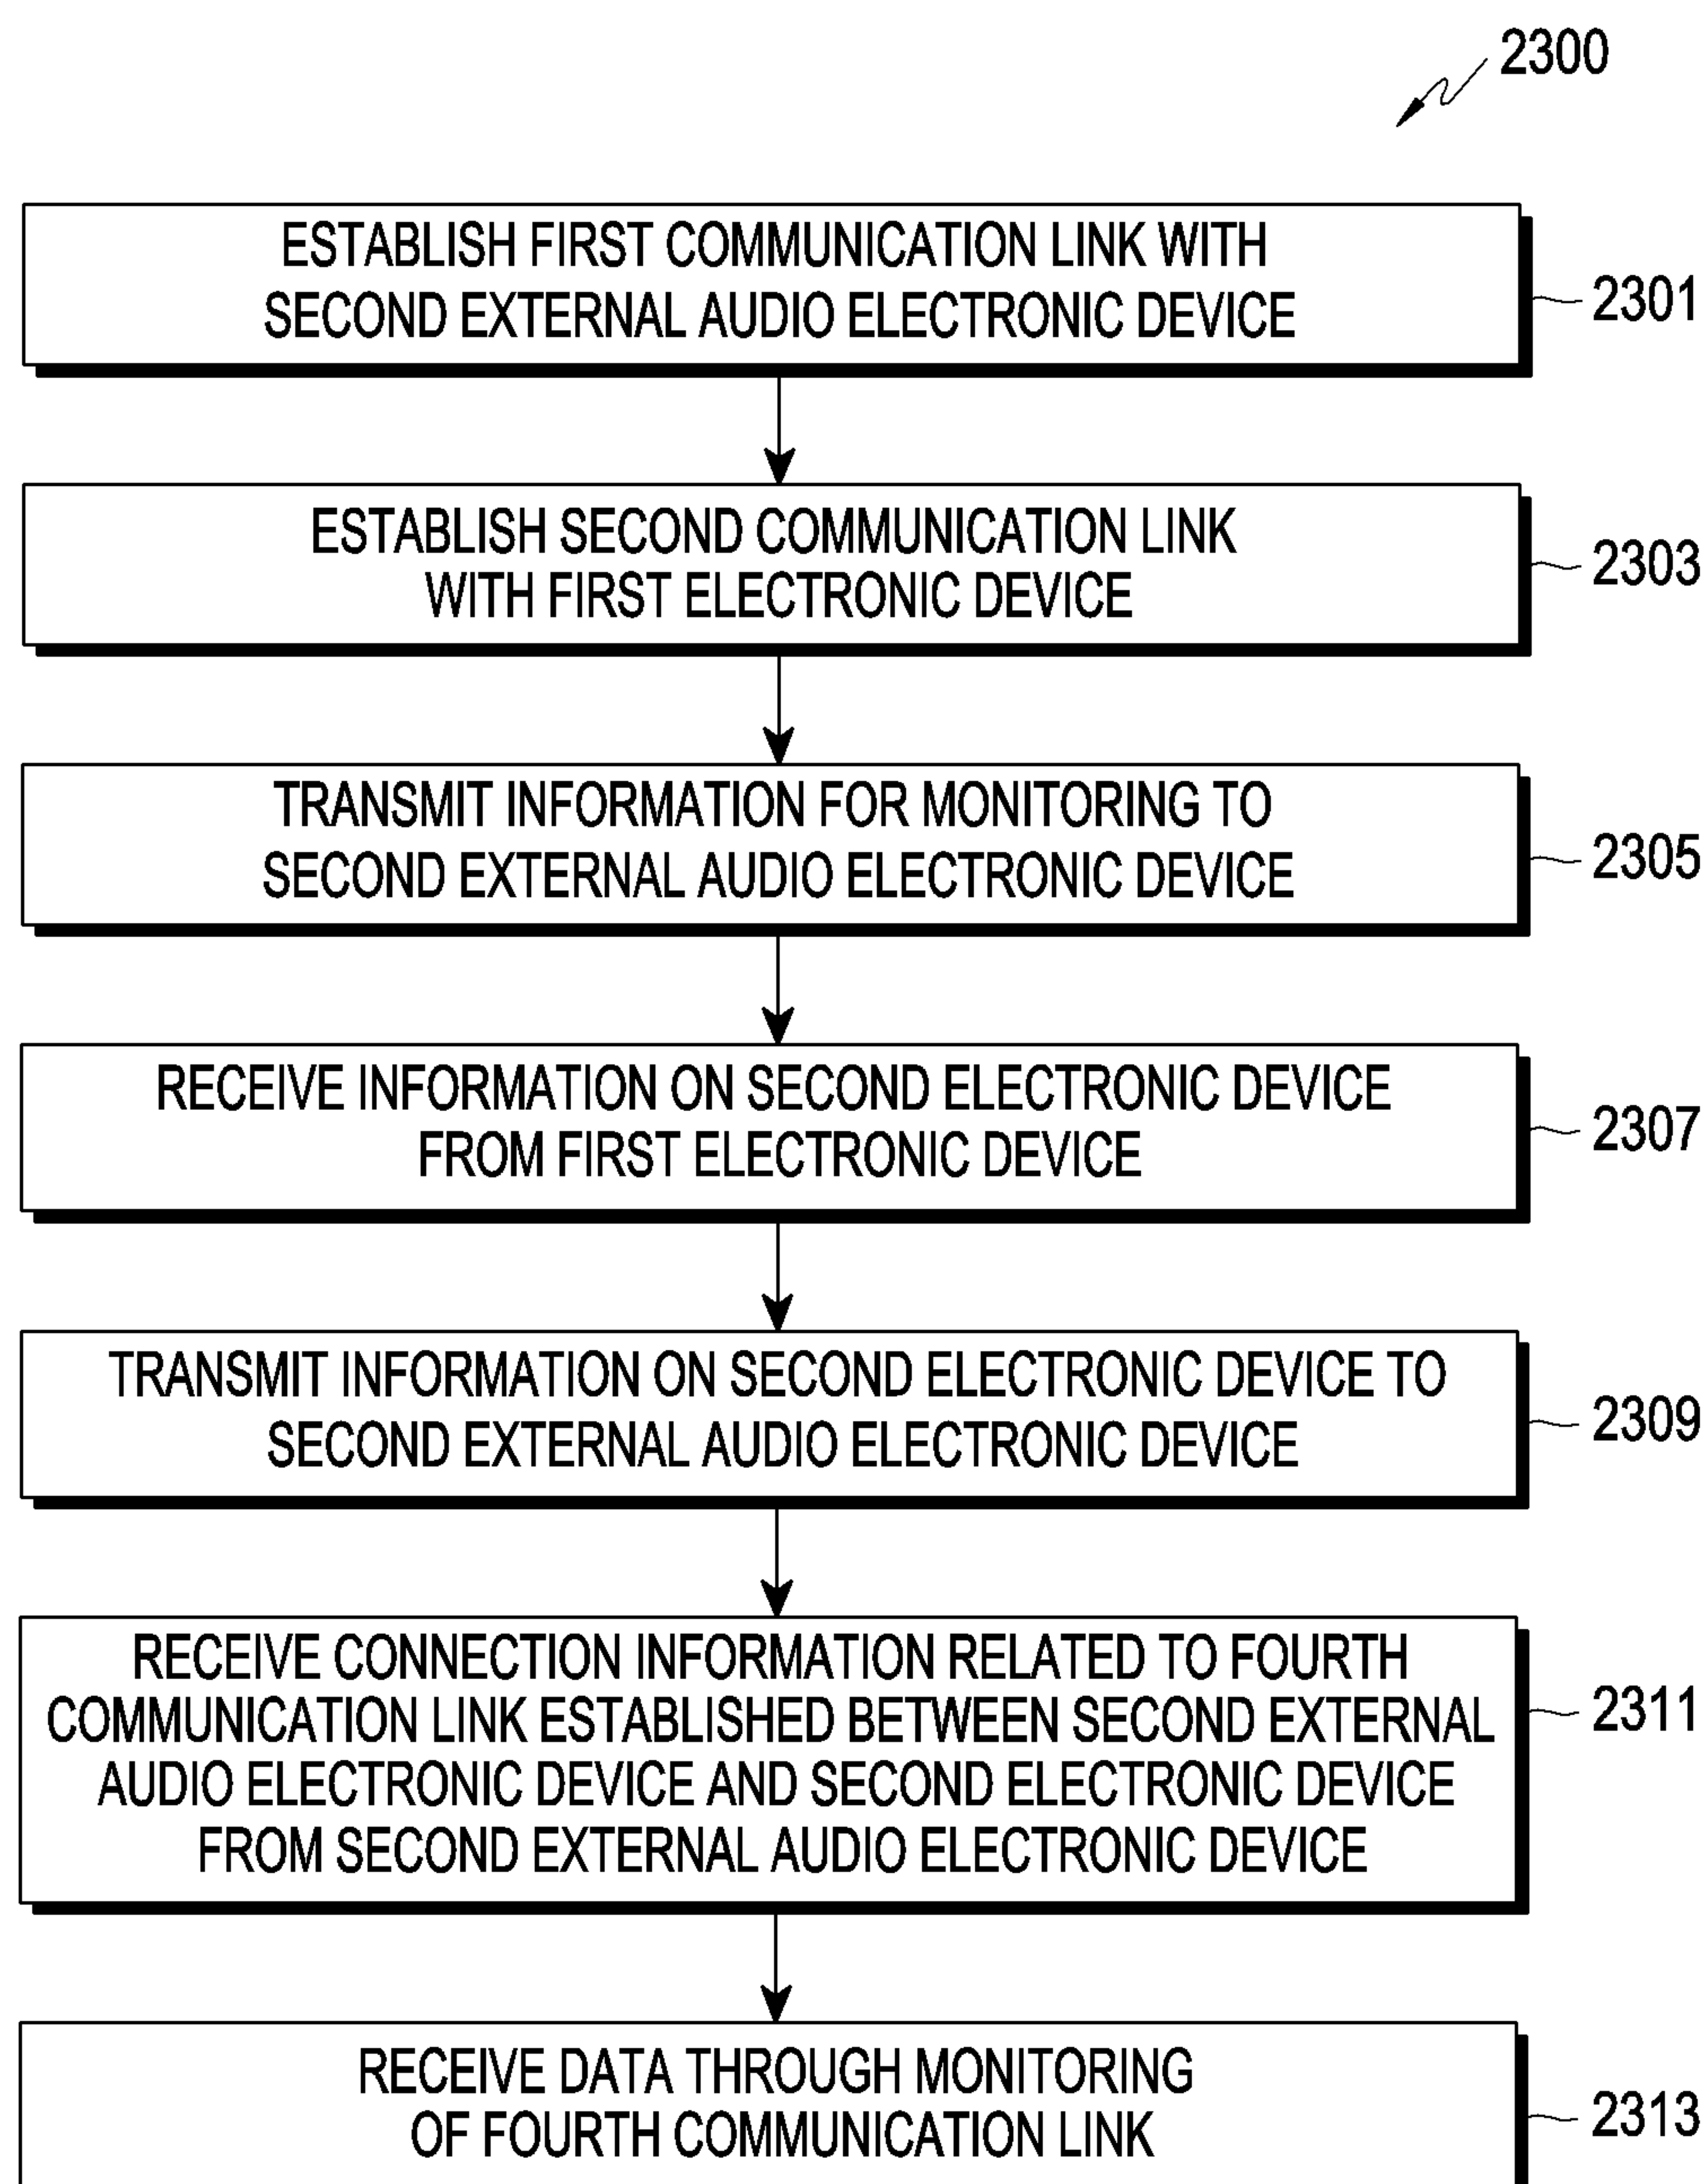 2300
ESTABLISH FIRST COMMUNICATION LINK WITH
SECOND EXTERNAL AUDIO ELECTRONIC DEVICE
2301
ESTABLISH SECOND COMMUNICATION LINK
WITH FIRST ELECTRONIC DEVICE
2303
TRANSMIT INFORMATION FOR MONITORING TO
SECOND EXTERNAL AUDIO ELECTRONIC DEVICE
2305
RECEIVE INFORMATION ON SECOND ELECTRONIC DEVICE
FROM FIRST ELECTRONIC DEVICE
2307
TRANSMIT INFORMATION ON SECOND ELECTRONIC DEVICE TO
SECOND EXTERNAL AUDIO ELECTRONIC DEVICE
2309
RECEIVE CONNECTION INFORMATION RELATED TO FOURTH
COMMUNICATION LINK ESTABLISHED BETWEEN SECOND EXTERNAL
AUDIO ELECTRONIC DEVICE AND SECOND ELECTRONIC DEVICE
FROM SECOND EXTERNAL AUDIO ELECTRONIC DEVICE
2311
RECEIVE DATA THROUGH MONITORING
OF FOURTH COMMUNICATION LINK
2313